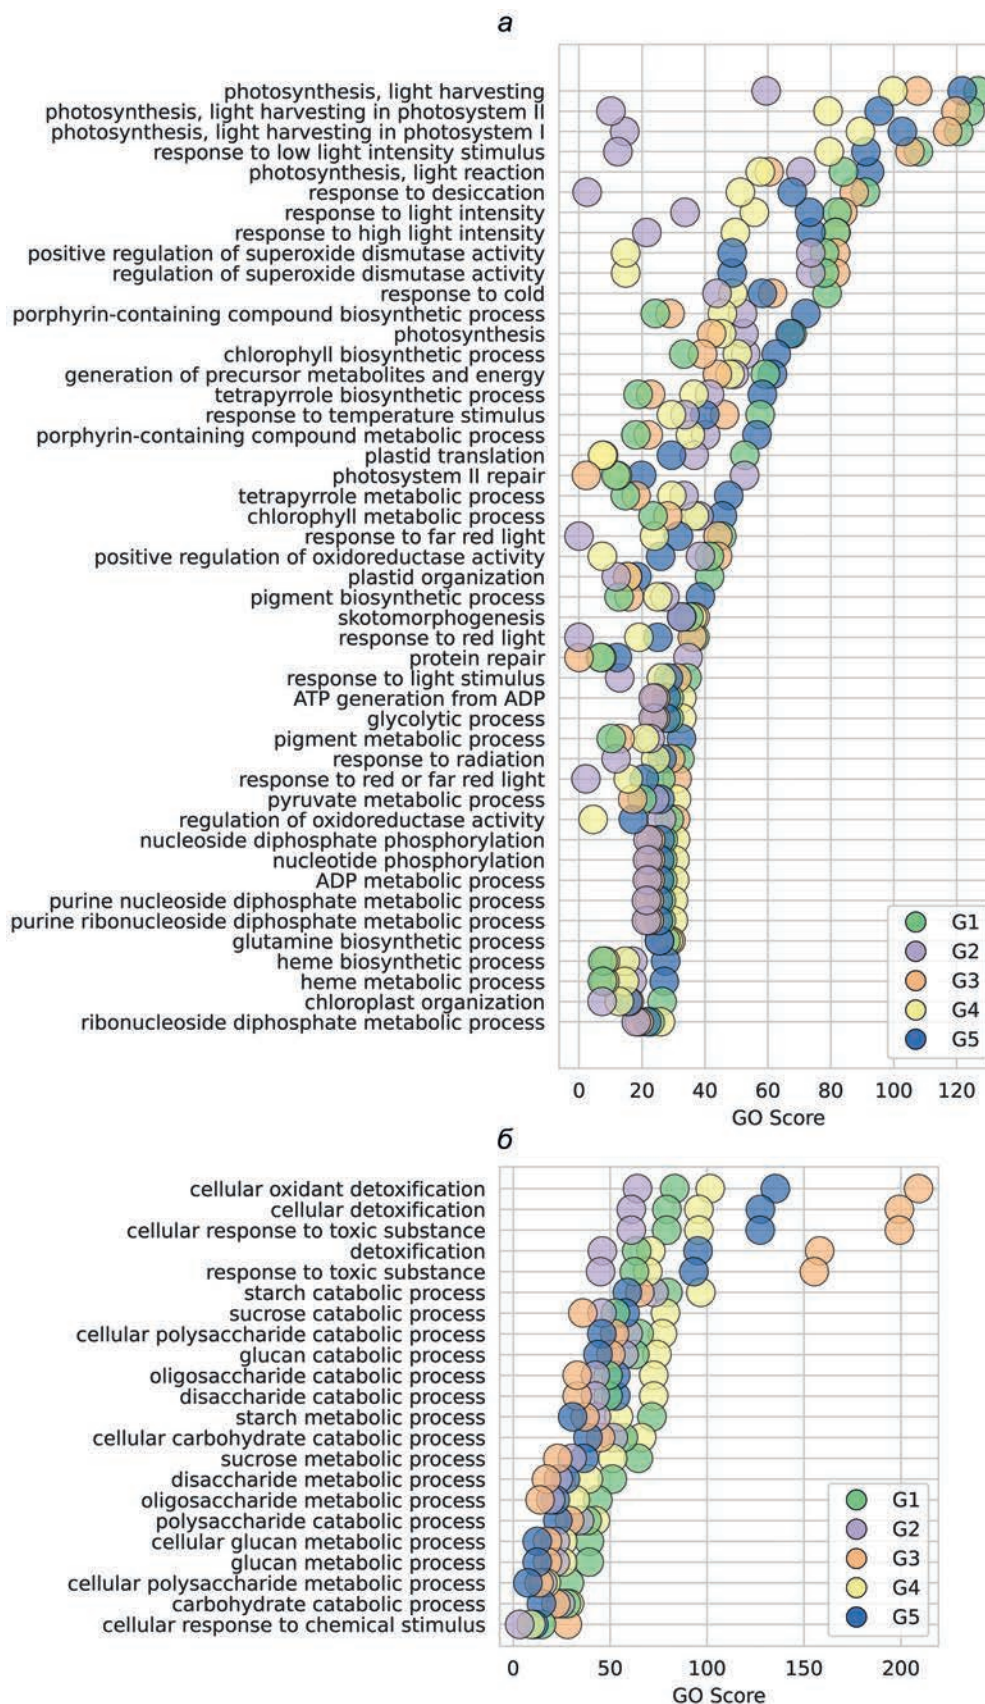 а
photosynthesis, light harvesting
photosynthesis, light harvesting in photosystem II
photosynthesis, light harvesting in photosystem I
response to low light intensity stimulus
photosynthesis, light reaction
response to desiccation
response to light intensity
response to high light intensity
positive regulation of superoxide dismutase activity
regulation of superoxide dismutase activity
response to cold
porphyrin-containing compound biosynthetic process
photosynthesis
chlorophyll biosynthetic process
generation of precursor metabolites and energy
tetrapyrrole biosynthetic process
response to temperature stimulus
porphyrin-containing compound metabolic process
plastid translation
photosystem II repair
tetrapyrrole metabolic process
chlorophyll metabolic process
response to far red light
positive regulation of oxidoreductase activity
plastid organization
pigment biosynthetic process
skotomorphogenesis
response to red light
protein repair
response to light stimulus
ATP generation from ADP
glycolytic process
pigment metabolic process
response to radiation
response to red or far red light
pyruvate metabolic process
regulation of oxidoreductase activity
nucleoside diphosphate phosphorylation
nucleotide phosphorylation
ADP metabolic process
purine nucleoside diphosphate metabolic process
purine ribonucleoside diphosphate metabolic process
glutamine biosynthetic process
heme biosynthetic process
heme metabolic process
chloroplast organization
ribonucleoside diphosphate metabolic process
G1
G2
G3
G4
G5
0 20 40 60 80 100 120
GO Score
б
cellular oxidant detoxification
cellular detoxification
cellular response to toxic substance
detoxification
response to toxic substance
starch catabolic process
sucrose catabolic process
cellular polysaccharide catabolic process
glucan catabolic process
oligosaccharide catabolic process
disaccharide catabolic process
starch metabolic process
cellular carbohydrate catabolic process
sucrose metabolic process
disaccharide metabolic process
oligosaccharide metabolic process
polysaccharide catabolic process
cellular glucan metabolic process
glucan metabolic process
cellular polysaccharide metabolic process
carbohydrate catabolic process
cellular response to chemical stimulus
G1
G2
G3
G4
G5
0 50 100 150 200
GO Score